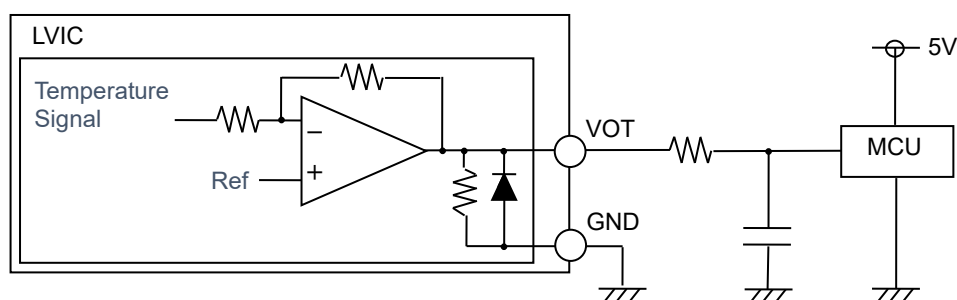 LVIC
Temperature
Signal
Ref
−
+
VOT
GND
5V
MCU